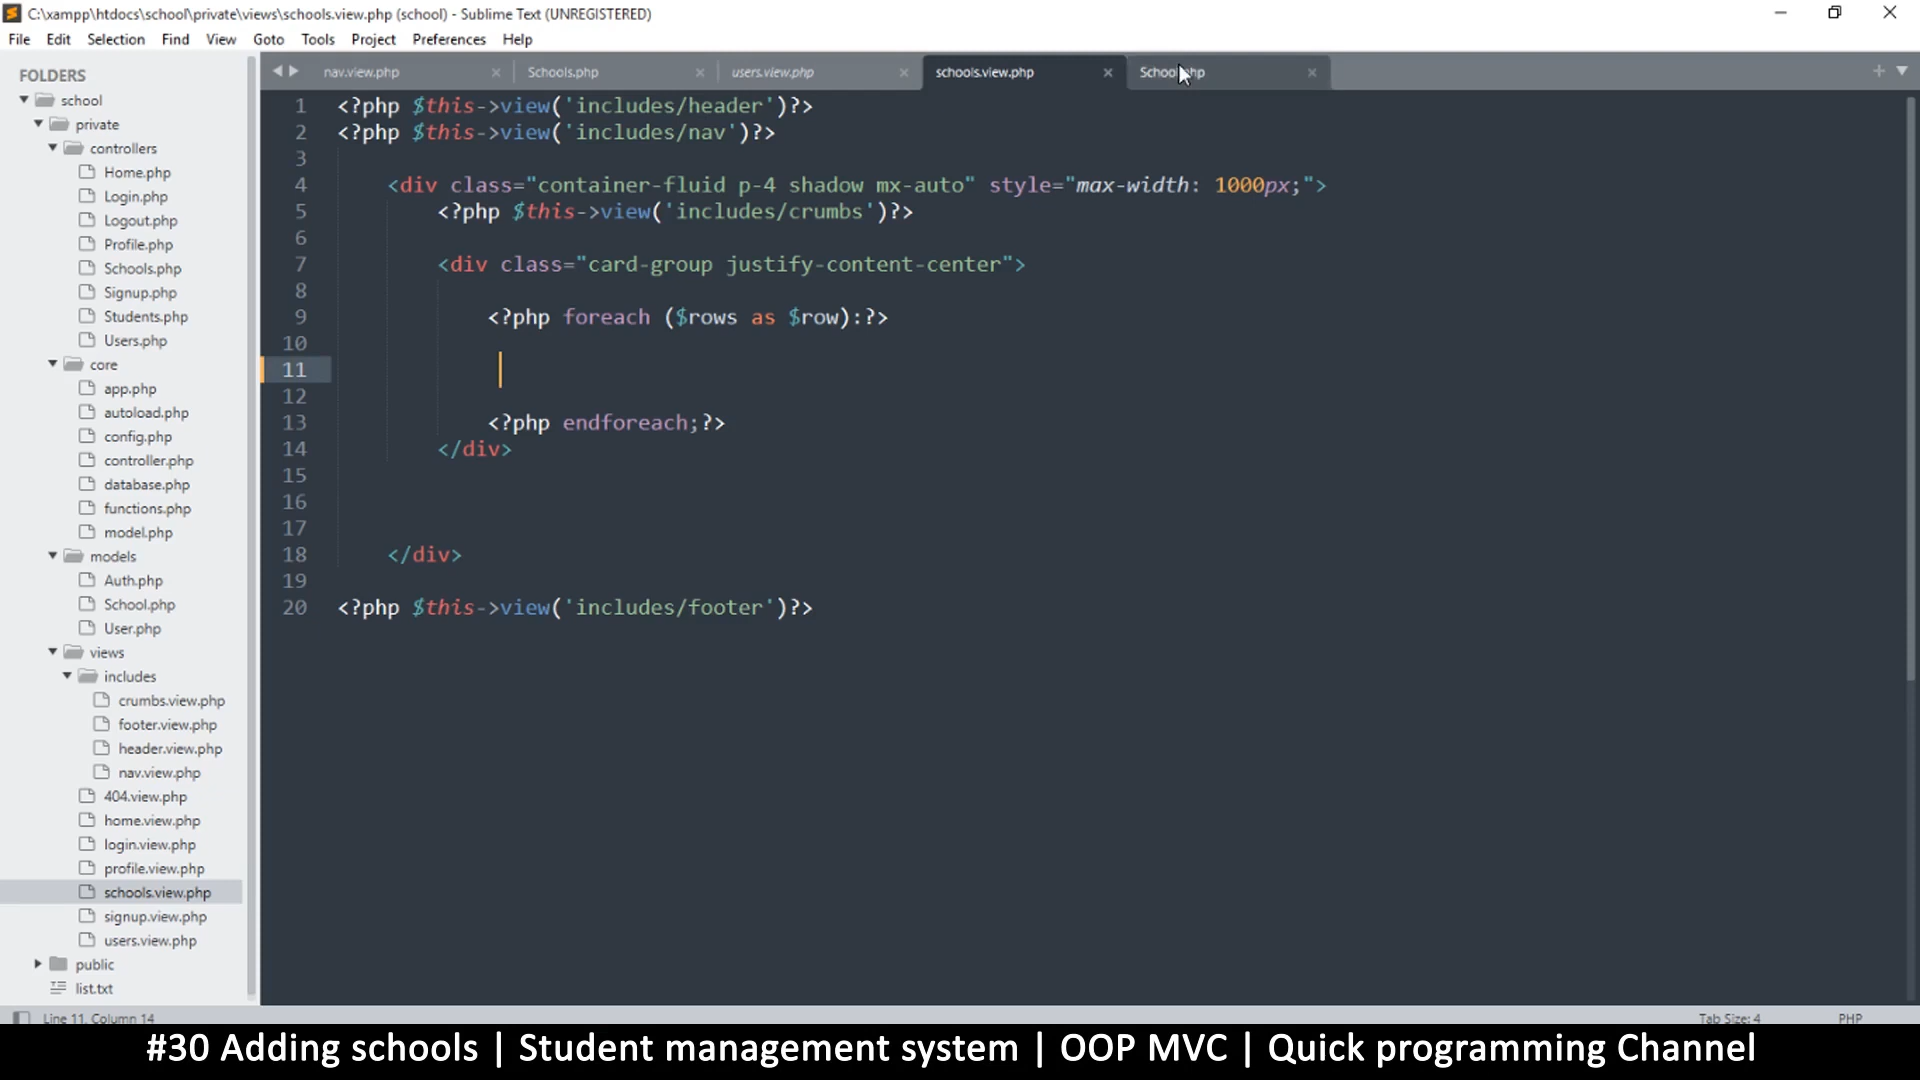 C:\xampp\htdocs\school\private\views\schools.view.php (school) - Sublime Text (UNREGISTERED)
File Edit Selection Find View Goto Tools Project Preferences Help
FOLDERS
school
private
controllers
Home.php
Login.php
Logout.php
Profile.php
Schools.php
Signup.php
Students.php
Users.php
core
app.php
autoload.php
config.php
controller.php
database.php
functions.php
model.php
models
Auth.php
School.php
User.php
views
includes
crumbs.view.php
footer.view.php
header.view.php
nav.view.php
404.view.php
home.view.php
login.view.php
profile.view.php
schools.view.php
signup.view.php
users.view.php
public
list.txt
nav.view.php Schools.php users.view.php schools.view.php School.php
1 <?php $this->view('includes/header')?>
2 <?php $this->view('includes/nav')?>
3
4 <div class="container-fluid p-4 shadow mx-auto" style="max-width: 1000px;">
5 <?php $this->view('includes/crumbs')?>
6
7 <div class="card-group justify-content-center">
8
9 <?php foreach ($rows as $row):?>
10
11
12
13 <?php endforeach;?>
14 </div>
15
16
17
18 </div>
19
20 <?php $this->view('includes/footer')?>
Line 11, Column 14 Tab Size: 4 PHP
#30 Adding schools | Student management system | OOP MVC | Quick programming Channel